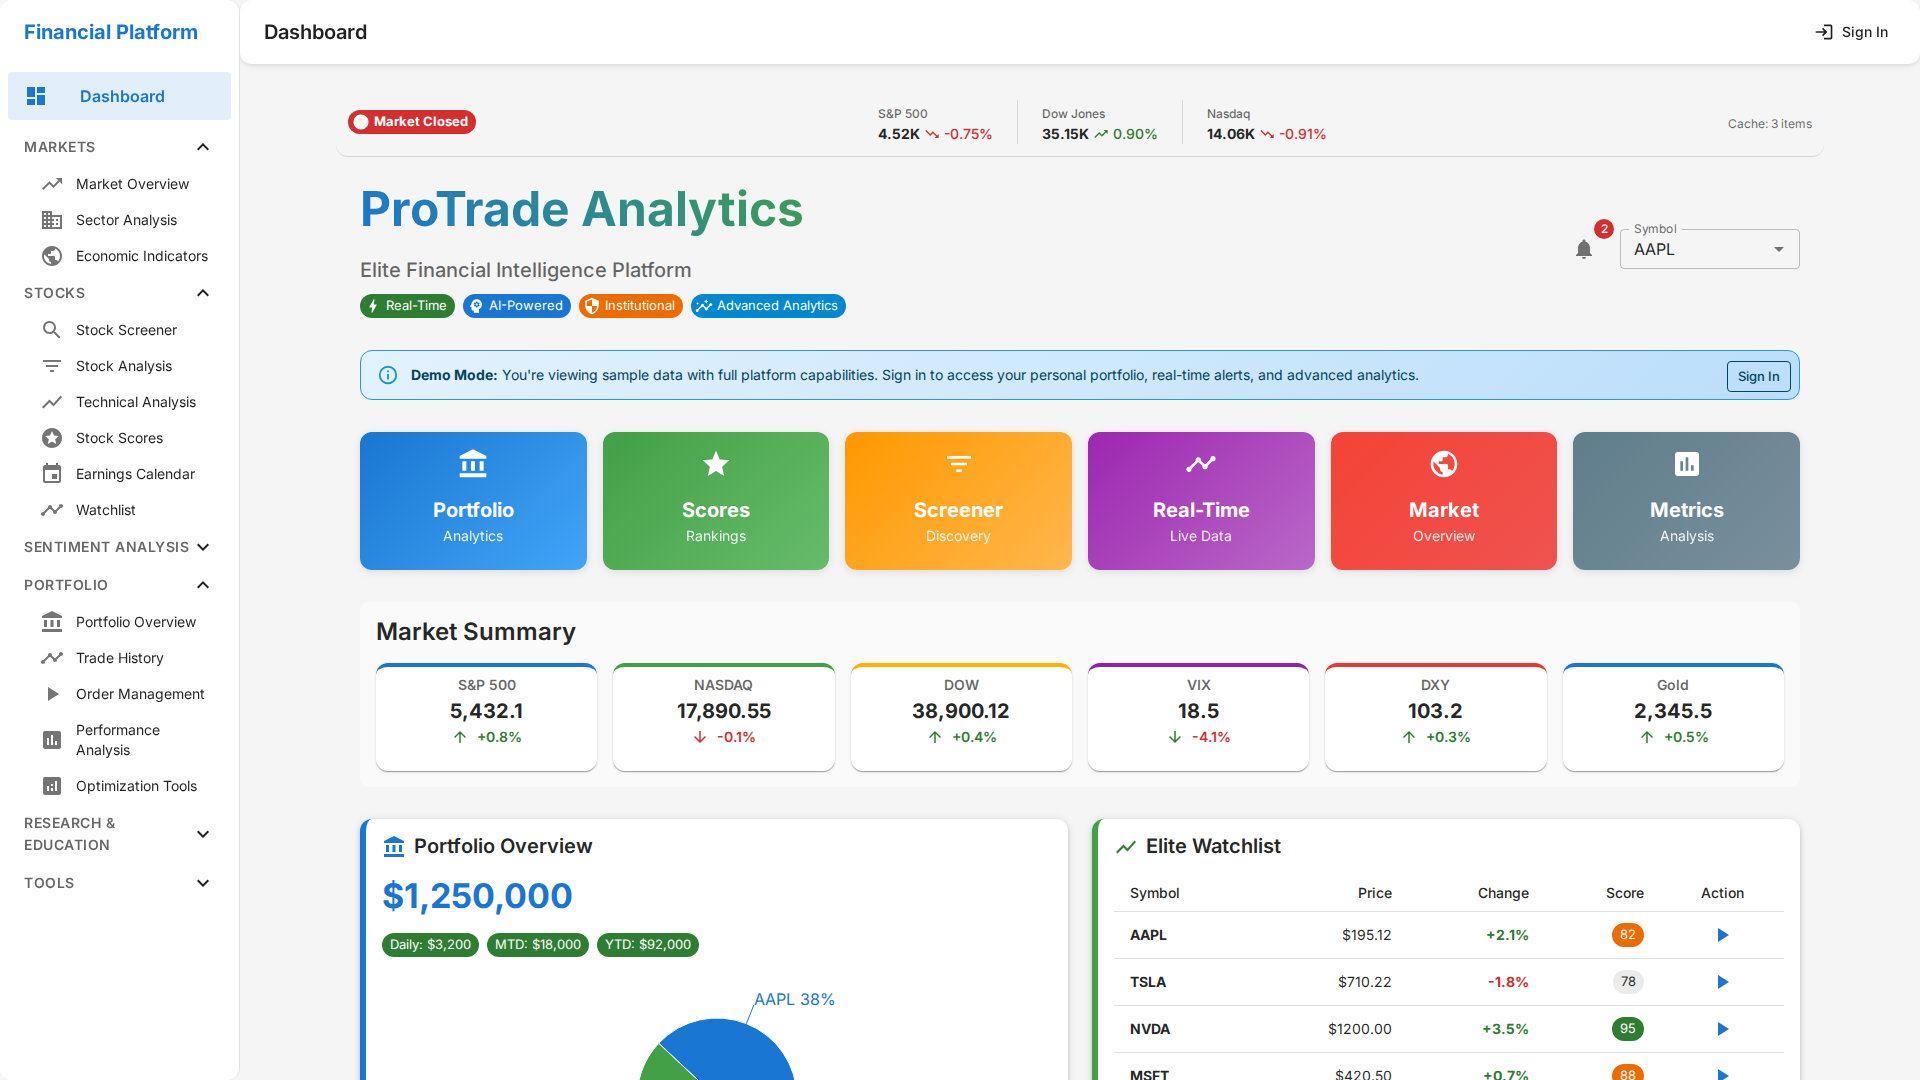 Financial Platform
Dashboard
Sign In
Dashboard
MARKETS
Market Overview
Sector Analysis
Economic Indicators
STOCKS
Stock Screener
Stock Analysis
Technical Analysis
Stock Scores
Earnings Calendar
Watchlist
SENTIMENT ANALYSIS
PORTFOLIO
Portfolio Overview
Trade History
Order Management
Performance
Analysis
Optimization Tools
RESEARCH &
EDUCATION
TOOLS
Market Closed
S&P 500
4.52K -0.75%
Dow Jones
35.15K 0.90%
Nasdaq
14.06K -0.91%
Cache: 3 items
ProTrade Analytics
Elite Financial Intelligence Platform
Real-Time AI-Powered Institutional Advanced Analytics
2
Symbol
AAPL
Demo Mode: You're viewing sample data with full platform capabilities. Sign in to access your personal portfolio, real-time alerts, and advanced analytics.
Sign In
Portfolio
Analytics
Scores
Rankings
Screener
Discovery
Real-Time
Live Data
Market
Overview
Metrics
Analysis
Market Summary
S&P 500
5,432.1
+0.8%
NASDAQ
17,890.55
-0.1%
DOW
38,900.12
+0.4%
VIX
18.5
-4.1%
DXY
103.2
+0.3%
Gold
2,345.5
+0.5%
Portfolio Overview
$1,250,000
Daily: $3,200 MTD: $18,000 YTD: $92,000
AAPL 38%
Elite Watchlist
Symbol Price Change Score Action
AAPL $195.12 +2.1% 82
TSLA $710.22 -1.8% 78
NVDA $1200.00 +3.5% 95
MSFT $420.50 +0.7% 88